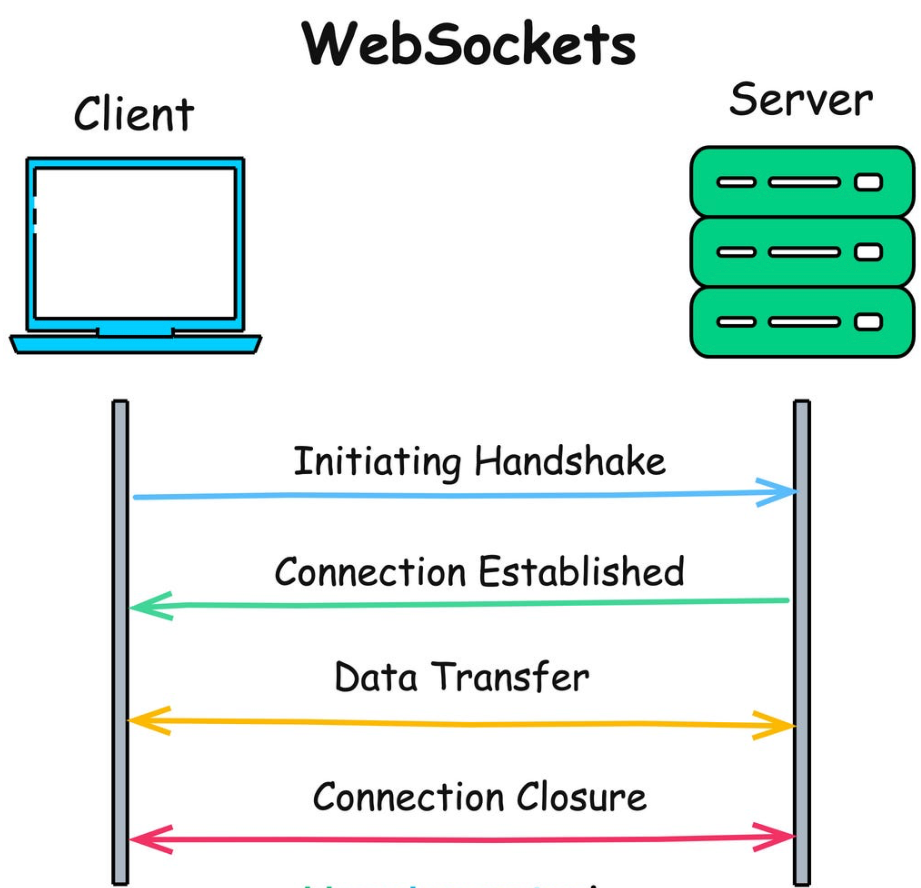 WebSockets
Client
Server
Initiating Handshake
Connection Established
Data Transfer
Connection Closure